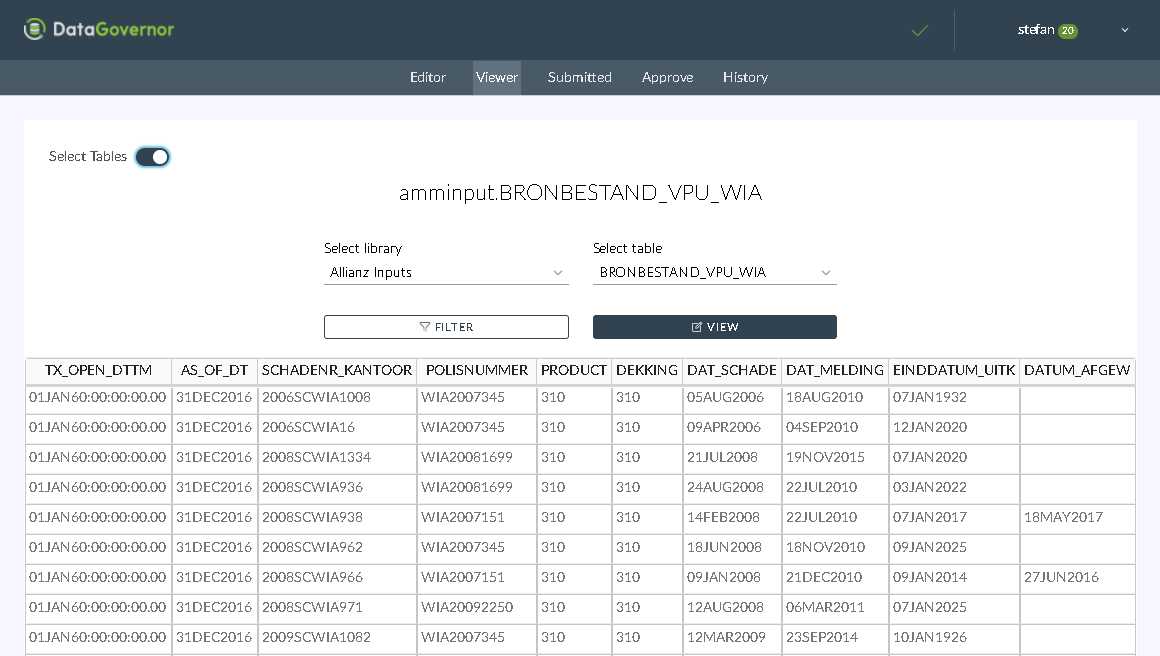 DataGovernor
stefan 20
Editor Viewer Submitted Approve History
Select Tables
amminput.BRONBESTAND_VPU_WIA
Select library Select table
Allianz Inputs BRONBESTAND_VPU_WIA
FILTER VIEW
TX_OPEN_DTTM AS_OF_DT SCHADENR_KANTOOR POLISNUMMER PRODUCT DEKKING DAT_SCHADE DAT_MELDING EINDDATUM_UITK DATUM_AFGEW
01JAN60:00:00:00.00 31DEC2016 2006SCWIA1008 WIA2007345 310 310 05AUG2006 18AUG2010 07JAN1932
01JAN60:00:00:00.00 31DEC2016 2006SCWIA16 WIA2007345 310 310 09APR2006 04SEP2010 12JAN2020
01JAN60:00:00:00.00 31DEC2016 2008SCWIA1334 WIA20081699 310 310 21JUL2008 19NOV2015 07JAN2020
01JAN60:00:00:00.00 31DEC2016 2008SCWIA936 WIA20081699 310 310 24AUG2008 22JUL2010 03JAN2022
01JAN60:00:00:00.00 31DEC2016 2008SCWIA938 WIA2007151 310 310 14FEB2008 22JUL2010 07JAN2017 18MAY2017
01JAN60:00:00:00.00 31DEC2016 2008SCWIA962 WIA2007345 310 310 18JUN2008 18NOV2010 09JAN2025
01JAN60:00:00:00.00 31DEC2016 2008SCWIA966 WIA2007151 310 310 09JAN2008 21DEC2010 09JAN2014 27JUN2016
01JAN60:00:00:00.00 31DEC2016 2008SCWIA971 WIA20092250 310 310 12AUG2008 06MAR2011 07JAN2025
01JAN60:00:00:00.00 31DEC2016 2009SCWIA1082 WIA2007345 310 310 12MAR2009 23SEP2014 10JAN1926